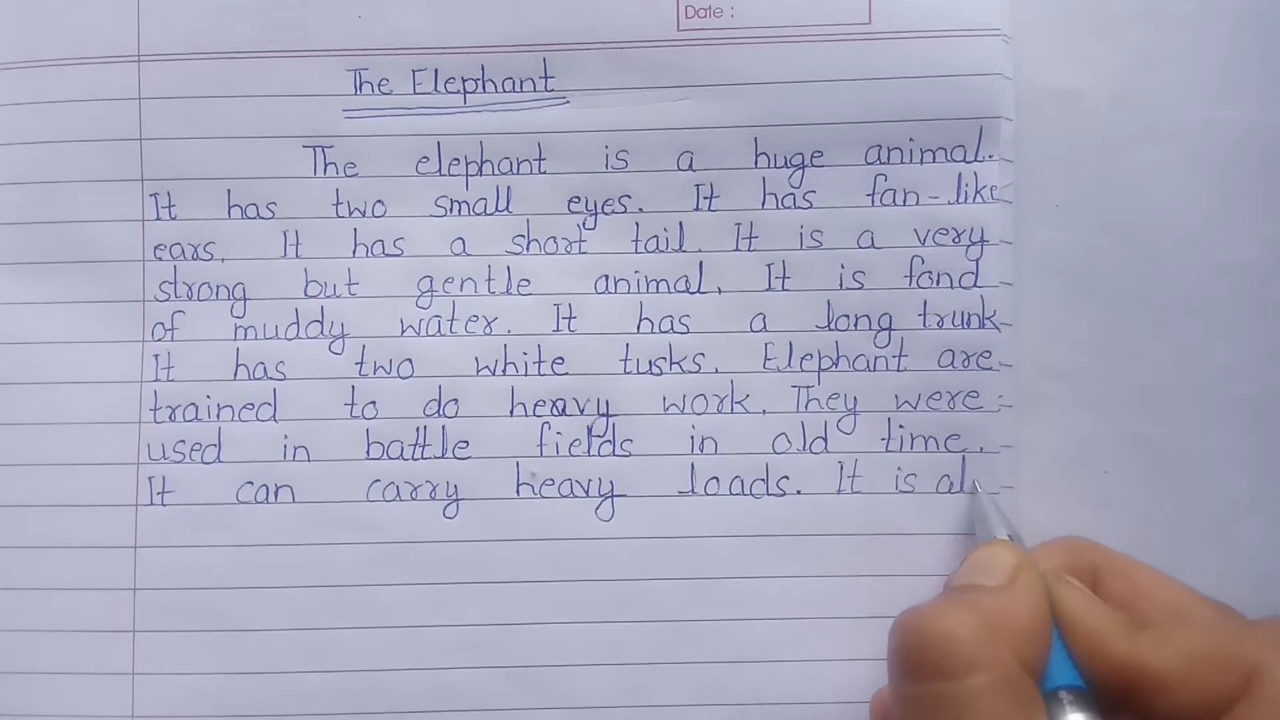 Date :
The Elephant
The elephant is a huge animal.
It has two small eyes. It has fan-like
ears. It has a short tail. It is a very
strong but gentle animal. It is fond
of muddy water. It has a long trunk
It has two white tusks. Elephant are
trained to do heavy work. They were
used in battle fields in old time.
It can carry heavy loads. It is al